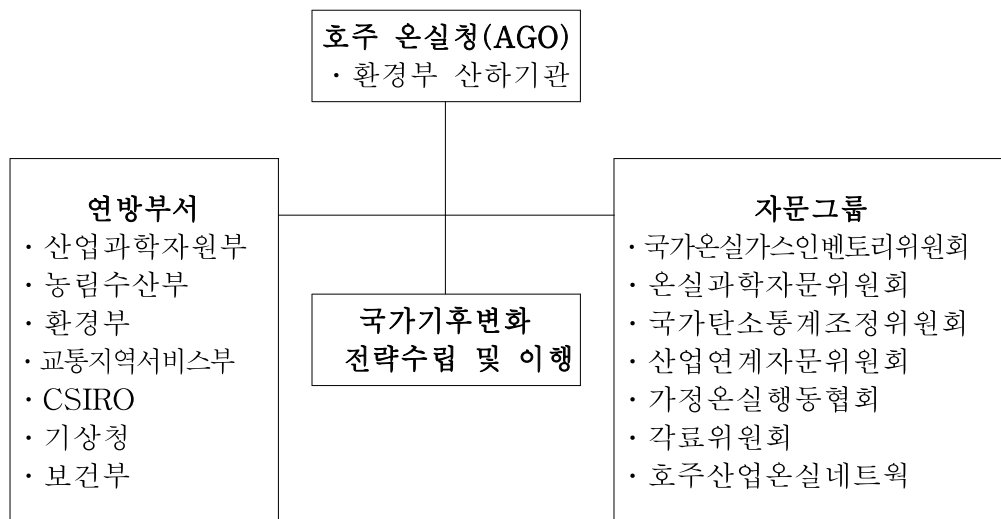 호주 온실청(AGO)
· 환경부 산하기관
연방부서
· 산업과학자원부
· 농림수산부
· 환경부
· 교통지역서비스부
· CSIRO
· 기상청
· 보건부
국가기후변화
전략수립 및 이행
자문그룹
· 국가온실가스인벤토리위원회
· 온실과학자문위원회
· 국가탄소통계조정위원회
· 산업연계자문위원회
· 가정온실행동협회
· 각료위원회
· 호주산업온실네트웍